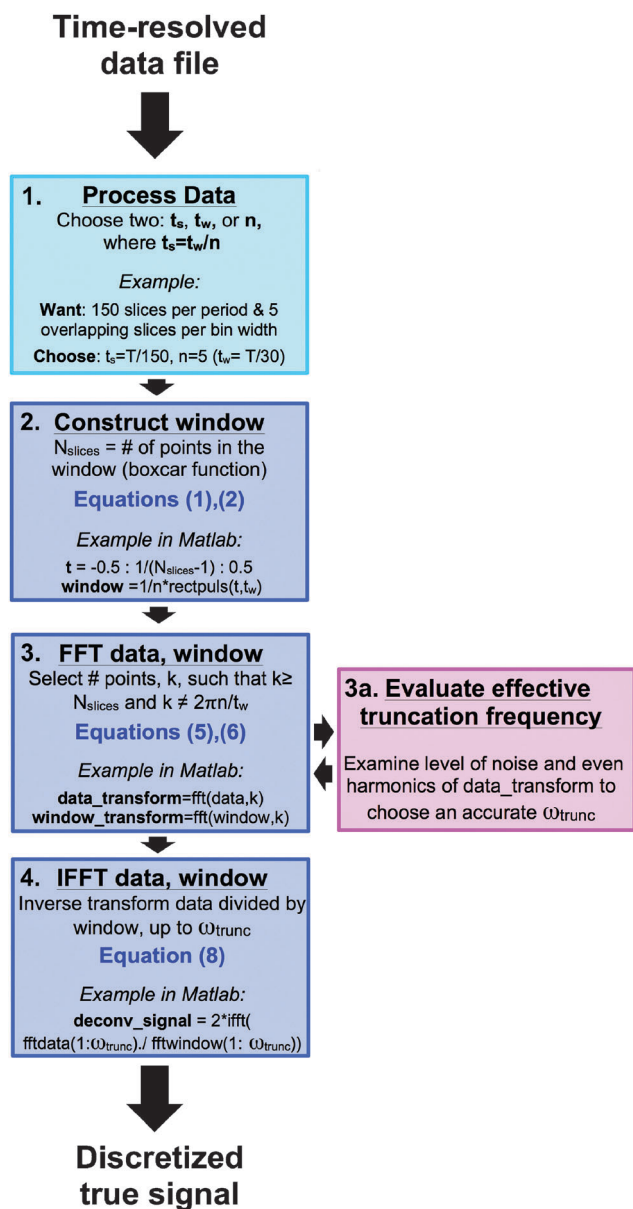 Time-resolved
data file
1. Process Data
Choose two: ts, tw, or n,
where ts=tw/n
Example:
Want: 150 slices per period & 5
overlapping slices per bin width
Choose: ts=T/150, n=5 (tw= T/30)
2. Construct window
Nslices = # of points in the
window (boxcar function)
Equations (1),(2)
Example in Matlab:
t = -0.5 : 1/(Nslices-1) : 0.5
window =1/n*rectpuls(t,tw)
3. FFT data, window
Select # points, k, such that k≥
Nslices and k ≠ 2πn/tw
Equations (5),(6)
Example in Matlab:
data_transform=fft(data,k)
window_transform=fft(window,k)
3a. Evaluate effective
truncation frequency
Examine level of noise and even
harmonics of data_transform to
choose an accurate ωtrunc
4. IFFT data, window
Inverse transform data divided by
window, up to ωtrunc
Equation (8)
Example in Matlab:
deconv_signal = 2*ifft(
fftdata(1:ωtrunc)./ fftwindow(1: ωtrunc))
Discretized
true signal